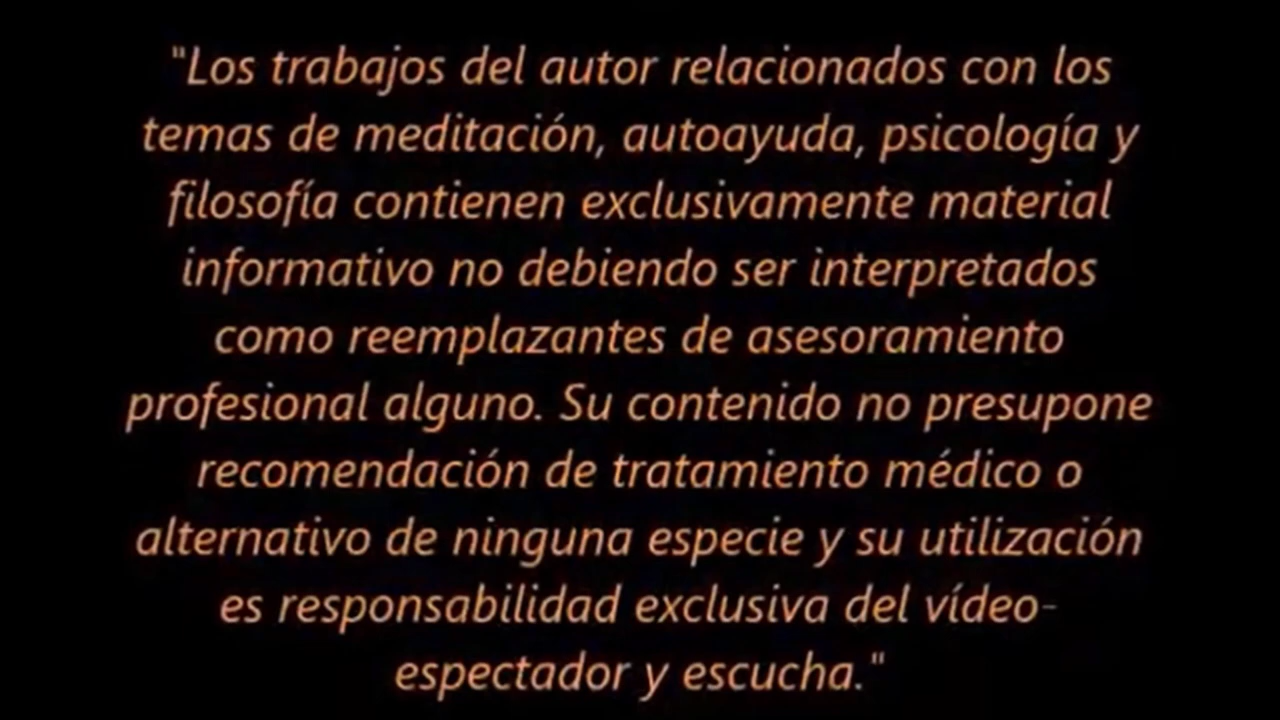 "Los trabajos del autor relacionados con los
temas de meditación, autoayuda, psicología y
filosofía contienen exclusivamente material
informativo no debiendo ser interpretados
como reemplazantes de asesoramiento
profesional alguno. Su contenido no presupone
recomendación de tratamiento médico o
alternativo de ninguna especie y su utilización
es responsabilidad exclusiva del vídeo-
espectador y escucha."